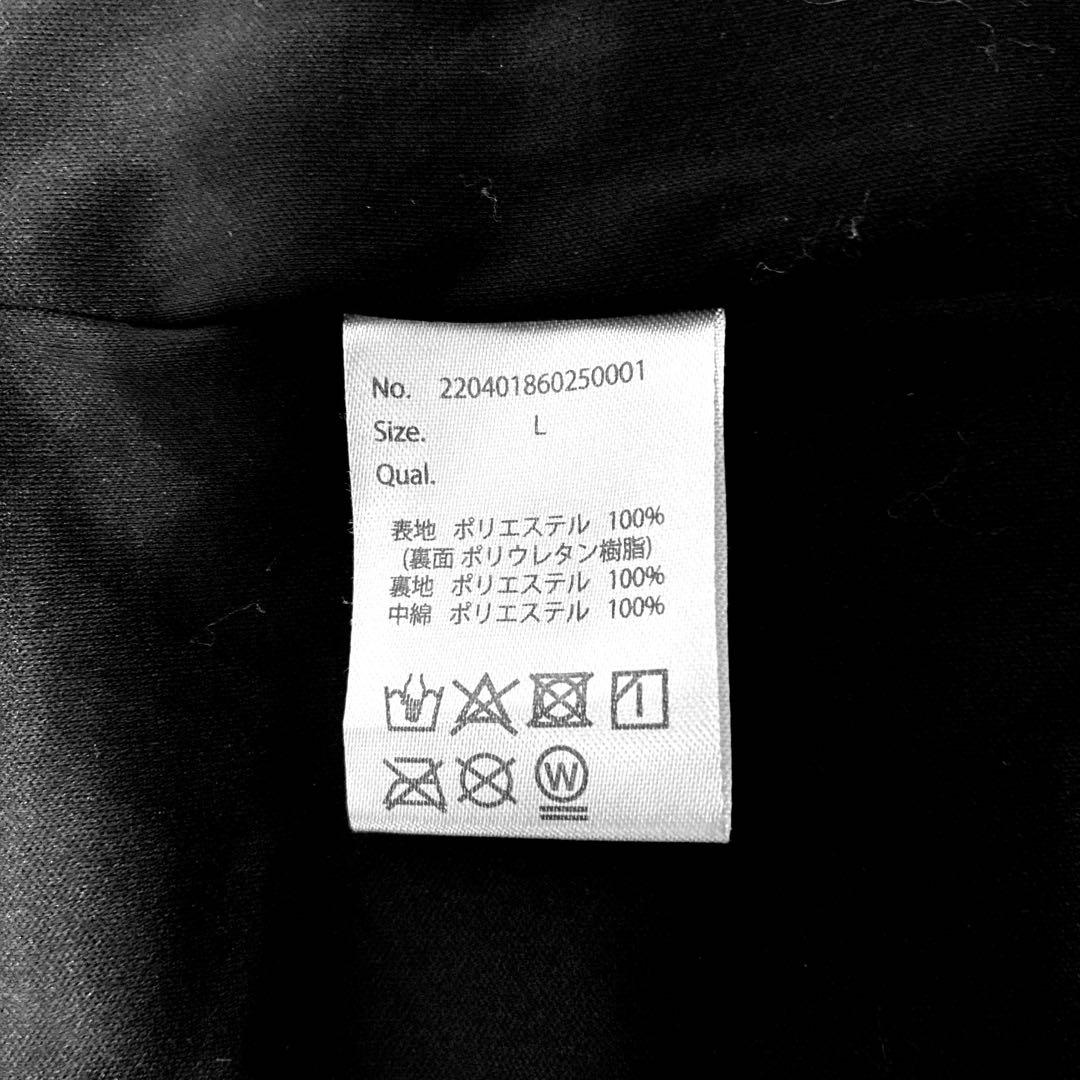 No. 220401860250001
Size. L
Qual.
表地 ポリエステル 100%
(裏面 ポリウレタン樹脂)
裏地 ポリエステル 100%
中綿 ポリエステル 100%
W